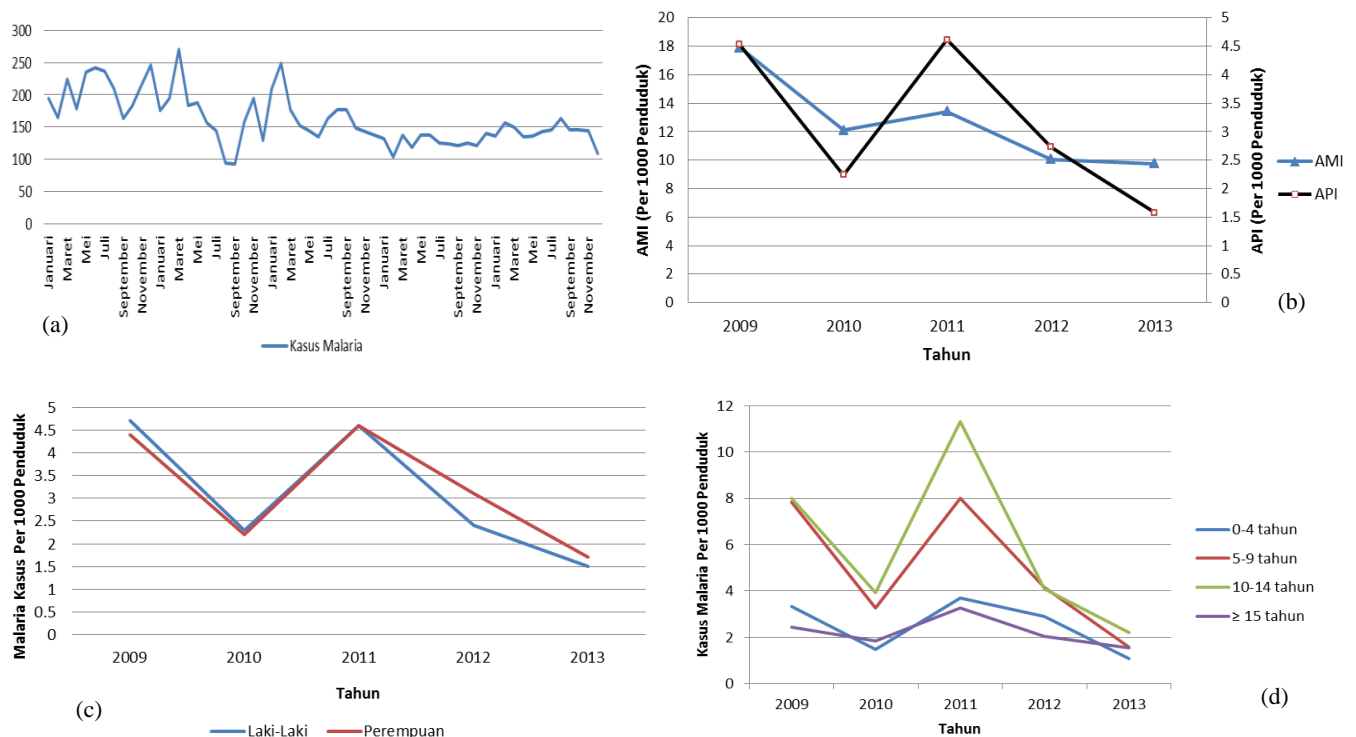 300
250
200
150
100
50
0
Januari
Maret
Mei
Juli
September
November
Januari
Maret
Mei
Juli
September
November
Januari
Maret
Mei
Juli
September
November
Januari
Maret
Mei
Juli
September
November
Januari
Maret
Mei
Juli
September
November
(a)
Kasus Malaria
AMI (Per 1000 Penduduk)
20
18
16
14
12
10
8
6
4
2
0
5
4.5
4
3.5
3
2.5
2
1.5
1
0.5
0
API (Per 1000 Penduduk)
AMI
API
2009 2010 2011 2012 2013
Tahun
(b)
Malaria Kasus Per 1000 Penduduk
5
4.5
4
3.5
3
2.5
2
1.5
1
0.5
0
2009 2010 2011 2012 2013
Tahun
(c)
Laki-Laki Perempuan
Kasus Malaria Per 1000 Penduduk
12
10
8
6
4
2
0
2009 2010 2011 2012 2013
Tahun
0-4 tahun
5-9 tahun
10-14 tahun
≥ 15 tahun
(d)